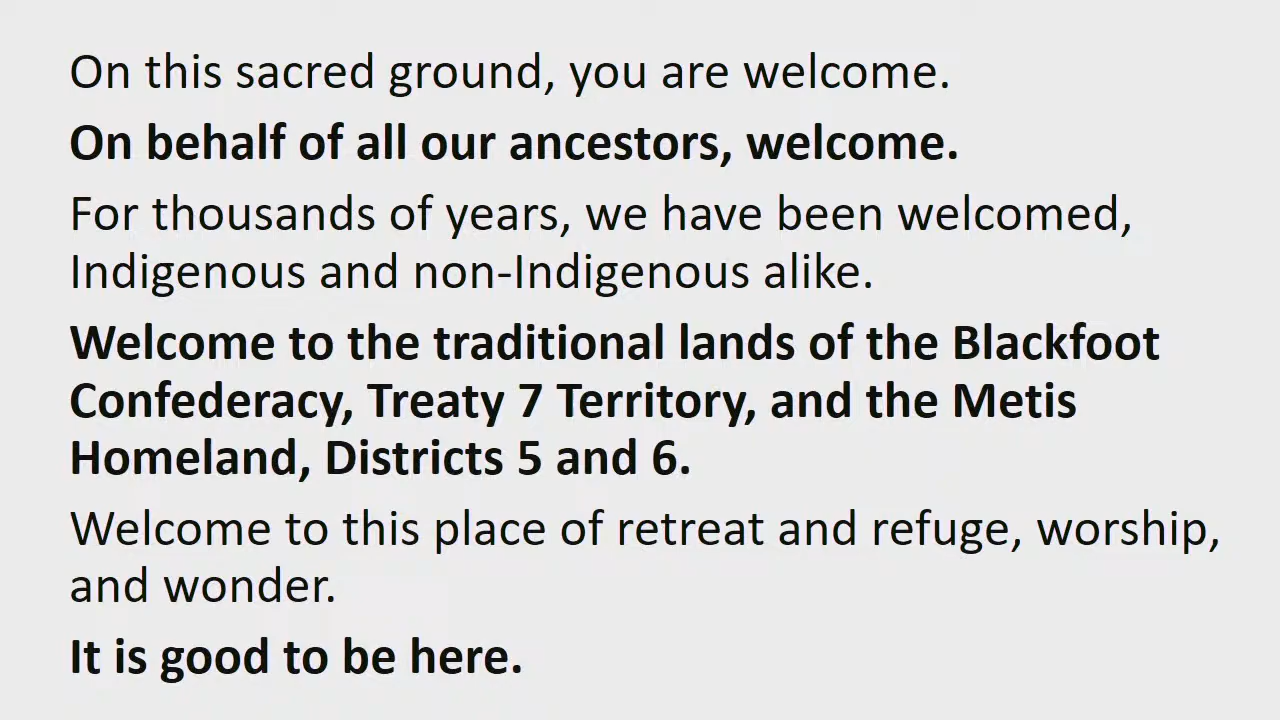 On this sacred ground, you are welcome.
On behalf of all our ancestors, welcome.
For thousands of years, we have been welcomed,
Indigenous and non-Indigenous alike.
Welcome to the traditional lands of the Blackfoot
Confederacy, Treaty 7 Territory, and the Metis
Homeland, Districts 5 and 6.
Welcome to this place of retreat and refuge, worship,
and wonder.
It is good to be here.